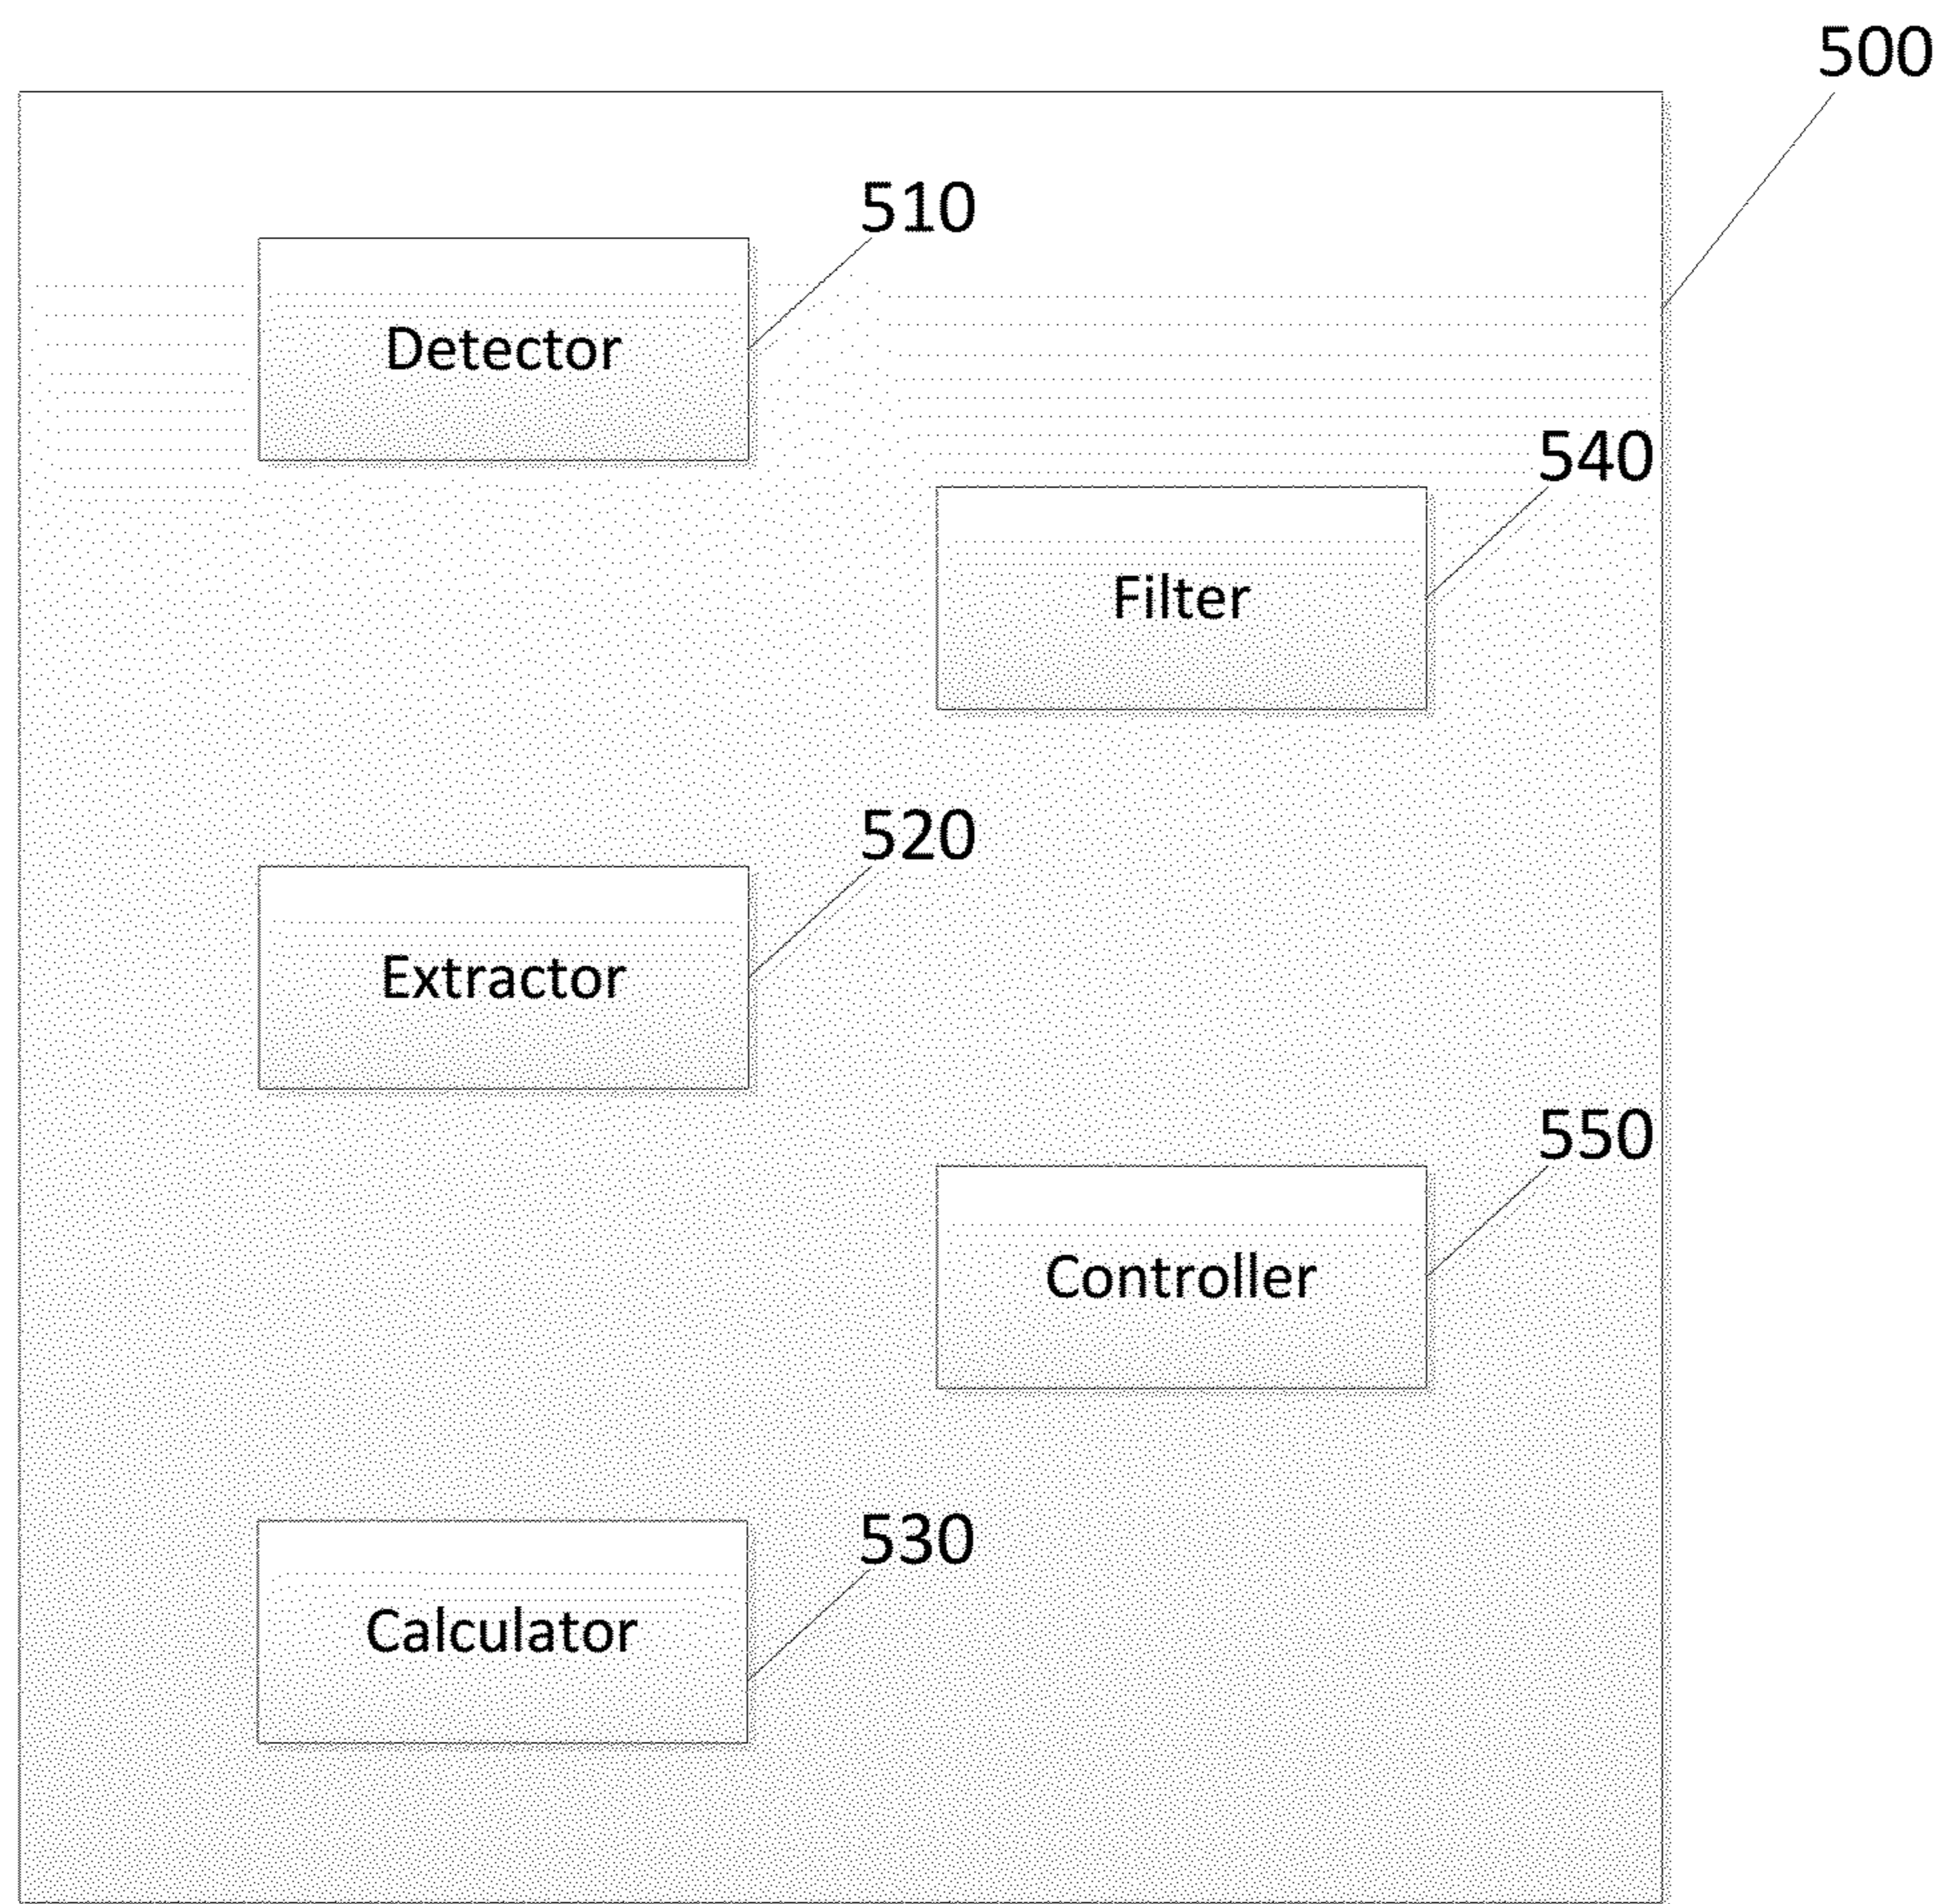 500
510
Detector
540
Filter
520
Extractor
550
Controller
530
Calculator